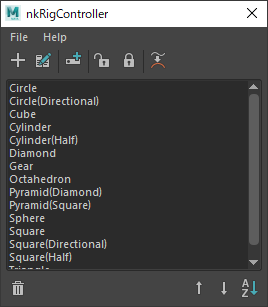 nkRigController
File Help
Circle
Circle(Directional)
Cube
Cylinder
Cylinder(Half)
Diamond
Gear
Octahedron
Pyramid(Diamond)
Pyramid(Square)
Sphere
Square
Square(Directional)
Square(Half)
Triangle
A
Z